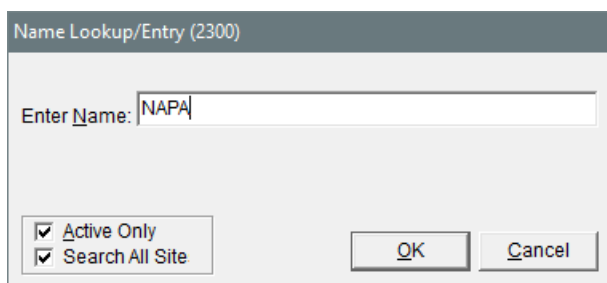 Name Lookup/Entry (2300)
Enter Name: NAPA
Active Only
Search All Site
OK Cancel